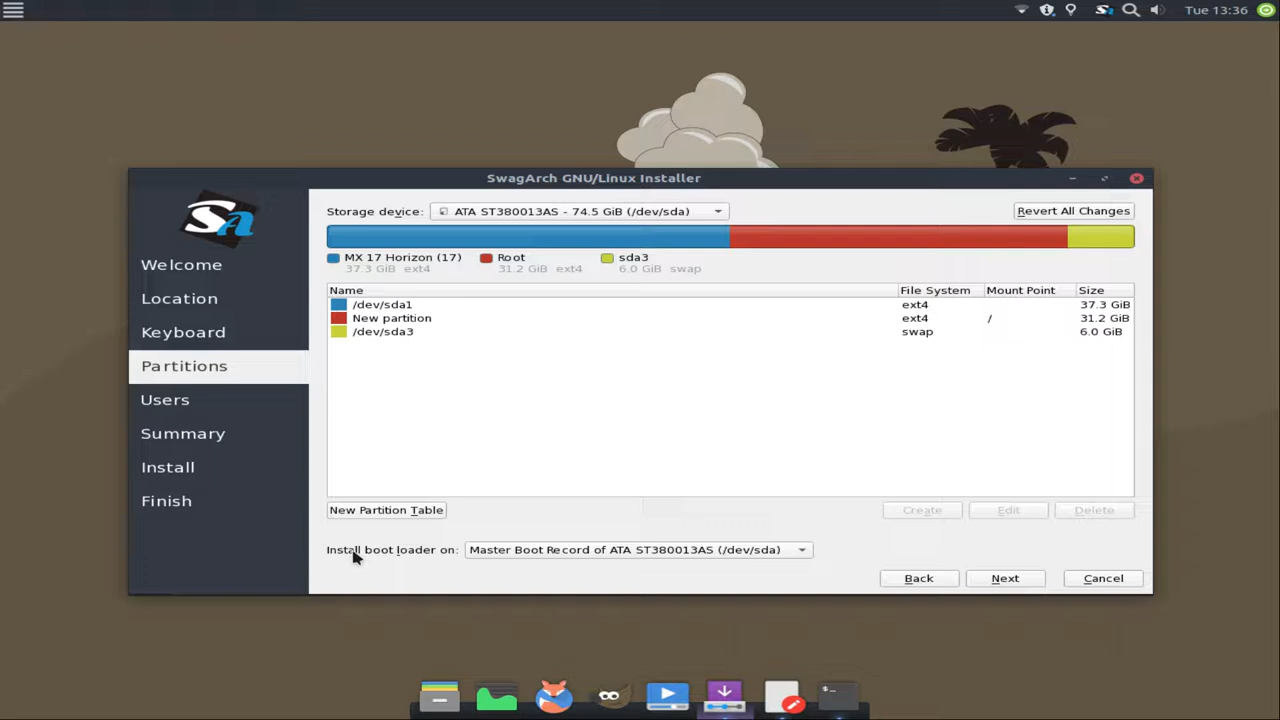 Tue 13:36
SwagArch GNU/Linux Installer
SA
Welcome
Location
Keyboard
Partitions
Users
Summary
Install
Finish
Storage device: ATA ST380013AS - 74.5 GiB (/dev/sda) Revert All Changes
MX 17 Horizon (17) Root sda3
37.3 GiB ext4 31.2 GiB ext4 6.0 GiB swap
Name File System Mount Point Size
/dev/sda1 ext4 37.3 GiB
New partition ext4 / 31.2 GiB
/dev/sda3 swap 6.0 GiB
New Partition Table Create Edit Delete
Install boot loader on: Master Boot Record of ATA ST380013AS (/dev/sda)
Back Next Cancel